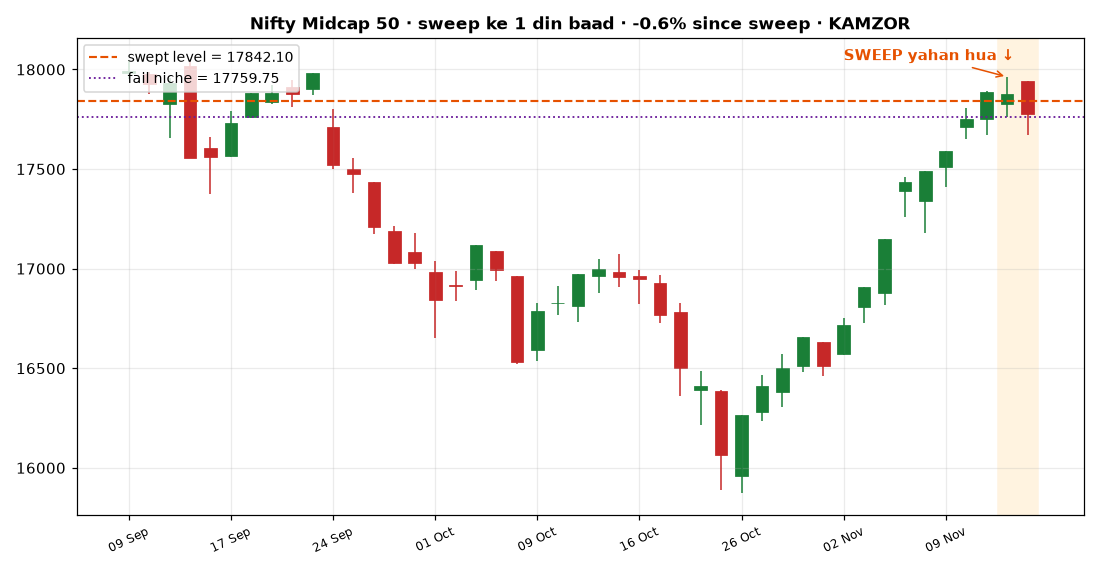 Nifty Midcap 50 · sweep ke 1 din baad · -0.6% since sweep · KAMZOR
swept level = 17842.10
fail niche = 17759.75
SWEEP yahan hua ↓
18000
17500
17000
16500
16000
09 Sep
17 Sep
24 Sep
01 Oct
09 Oct
16 Oct
26 Oct
02 Nov
09 Nov